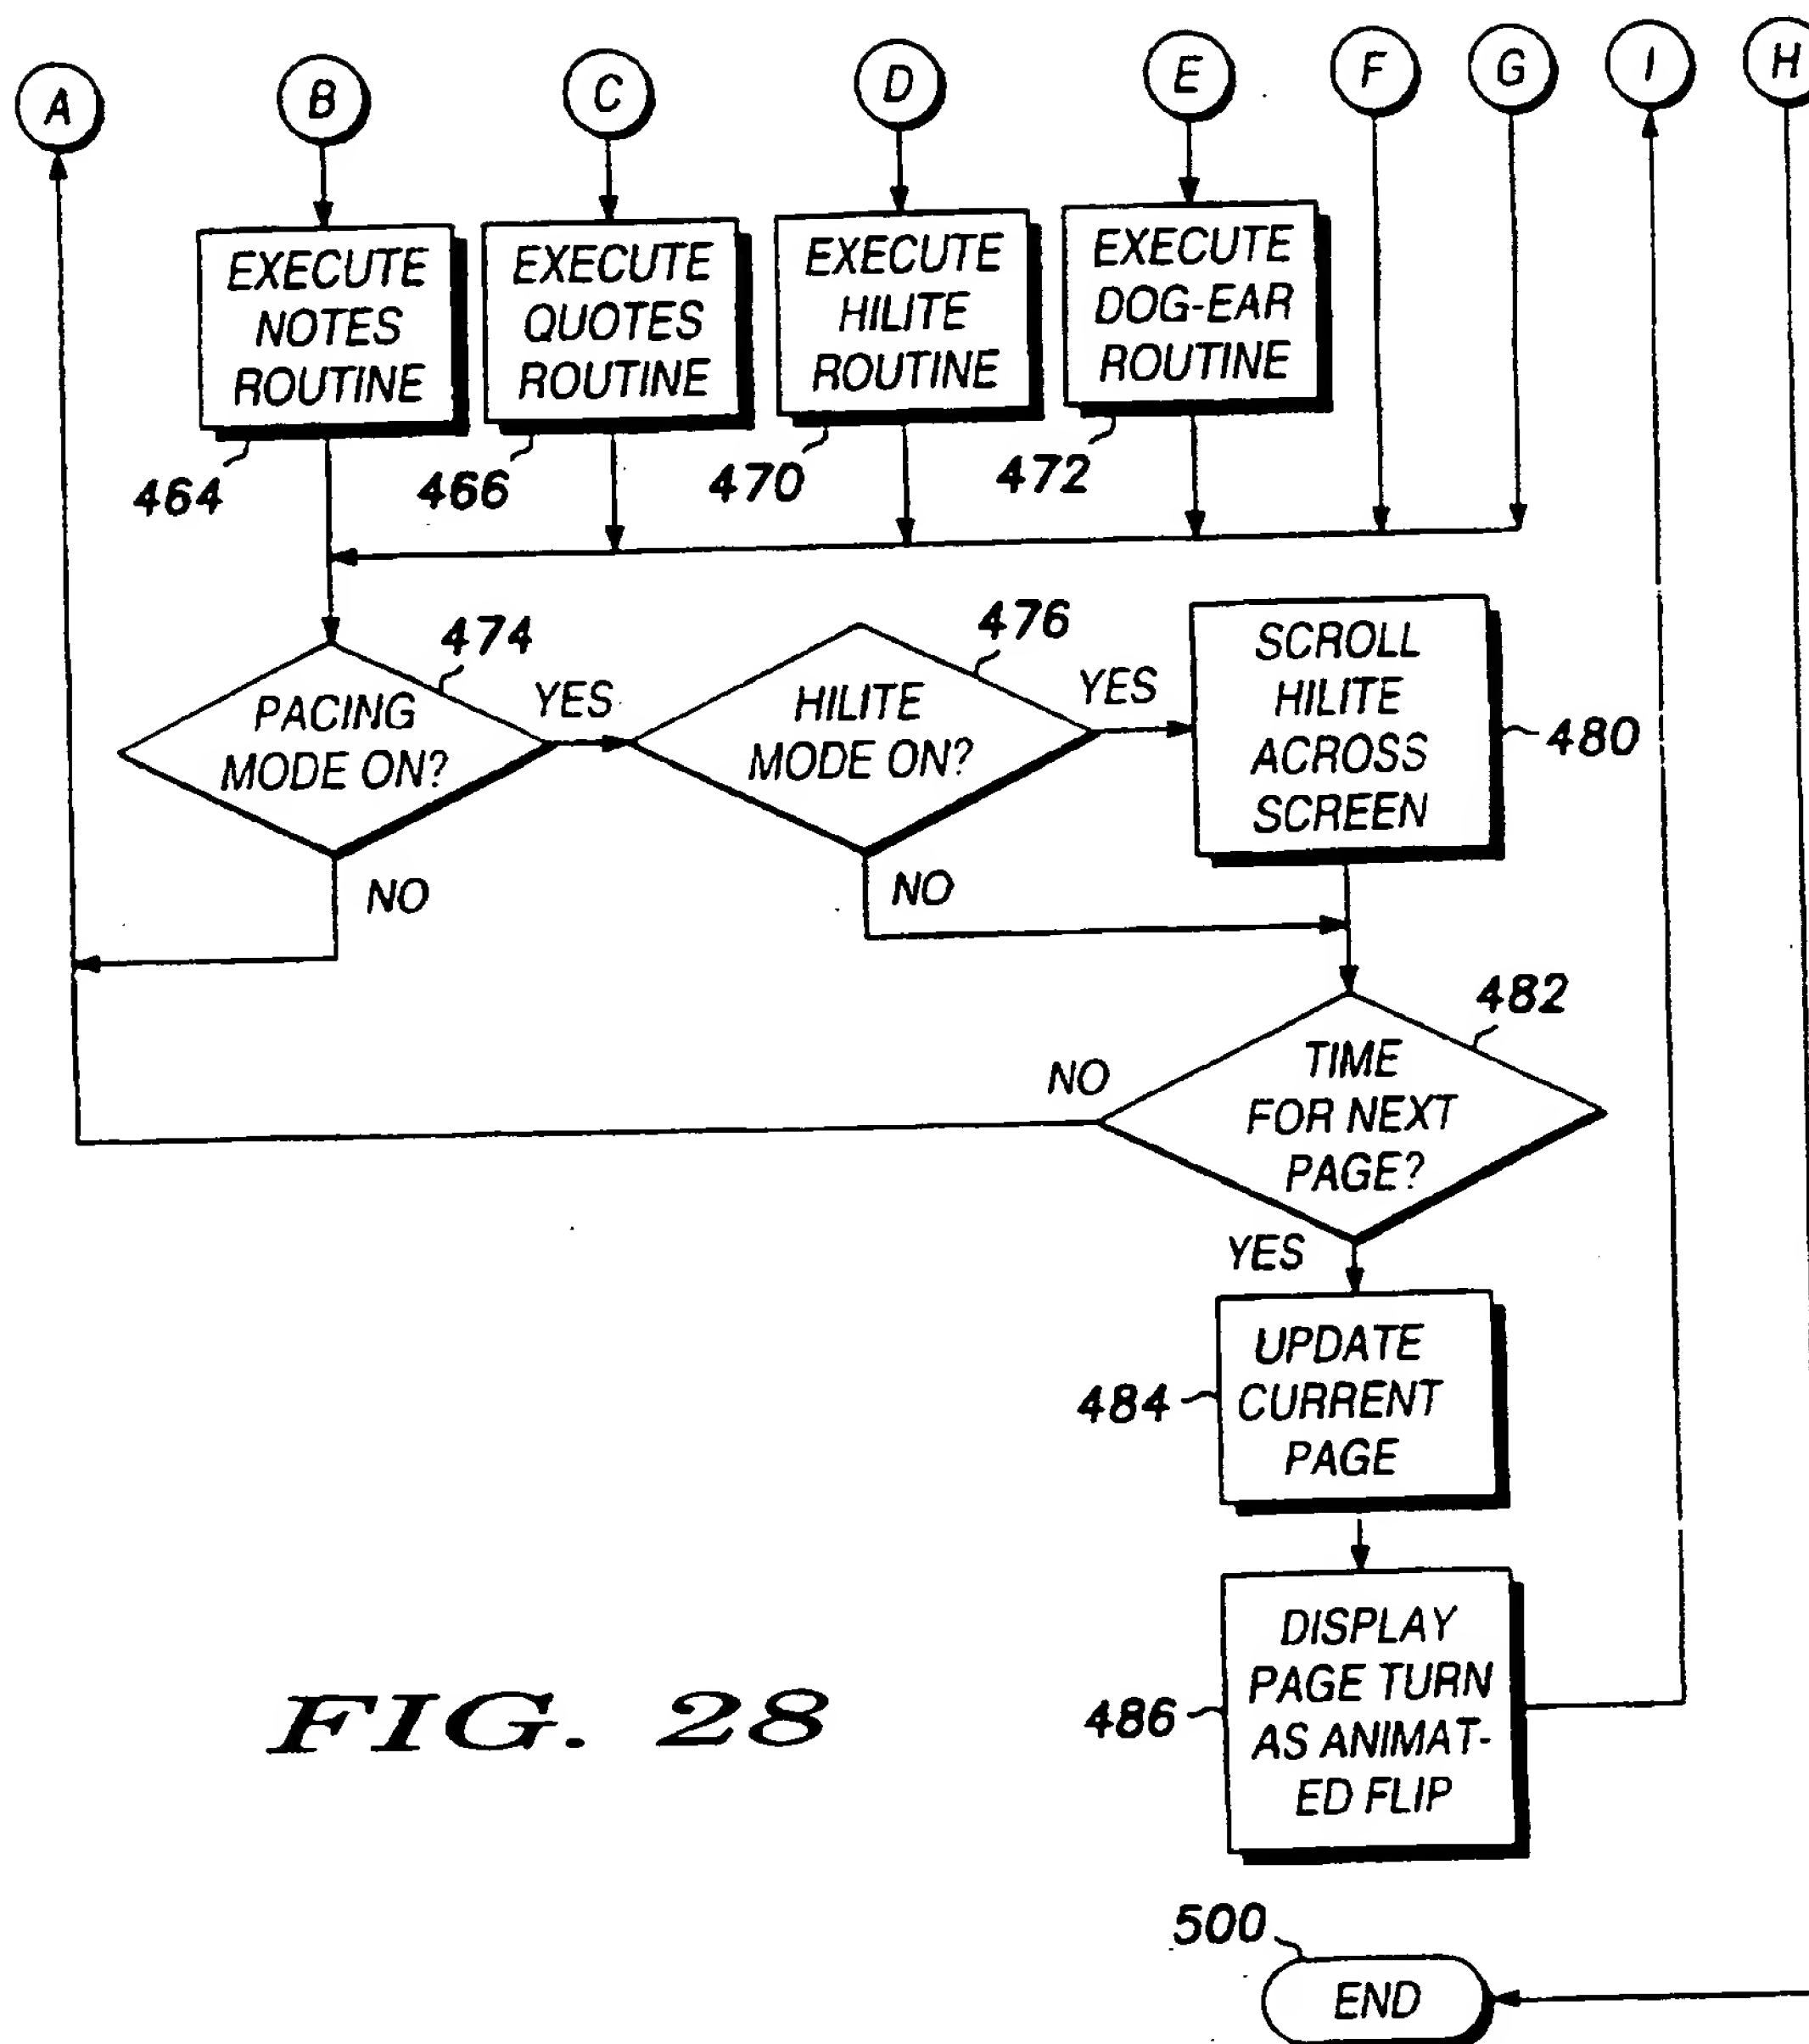 A
B
C
D
E
F
G
I
H
EXECUTE
NOTES
ROUTINE
464
EXECUTE
QUOTES
ROUTINE
466
EXECUTE
HILITE
ROUTINE
470
EXECUTE
DOG-EAR
ROUTINE
472
PACING
MODE ON?
474
YES
NO
HILITE
MODE ON?
476
YES
NO
SCROLL
HILITE
ACROSS
SCREEN
480
TIME
FOR NEXT
PAGE?
482
NO
YES
UPDATE
CURRENT
PAGE
484
DISPLAY
PAGE TURN
AS ANIMAT-
ED FLIP
486
FIG. 28
500
END